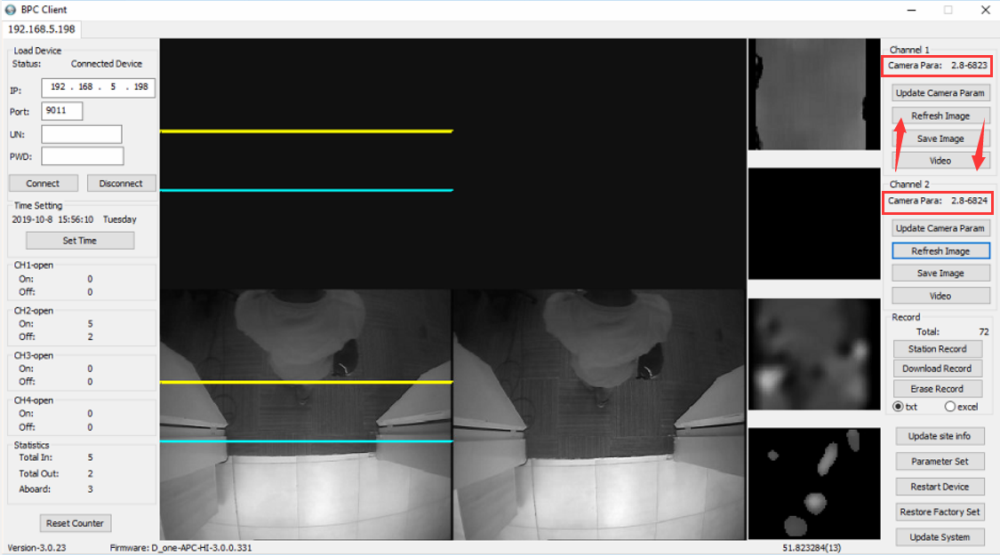 BPC Client
192.168.5.198
Load Device
Status: Connected Device
IP: 192 . 168 . 5 . 198
Port: 9011
UN:
PWD:
Connect Disconnect
Time Setting
2019-10-8 15:56:10 Tuesday
Set Time
CH1-open
On: 0
Off: 0
CH2-open
On: 5
Off: 2
CH3-open
On: 0
Off: 0
CH4-open
On: 0
Off: 0
Statistics
Total In: 5
Total Out: 2
Aboard: 3
Reset Counter
Channel 1
Camera Para: 2.8-6823
Update Camera Param
Refresh Image
Save Image
Video
Channel 2
Camera Para: 2.8-6824
Update Camera Param
Refresh Image
Save Image
Video
Record
Total: 72
Station Record
Download Record
Erase Record
txt excel
Update site info
Parameter Set
Restart Device
Restore Factory Set
Update System
Version-3.0.23 Firmware: D_one-APC-HI-3.0.0.331 51.823284(13)